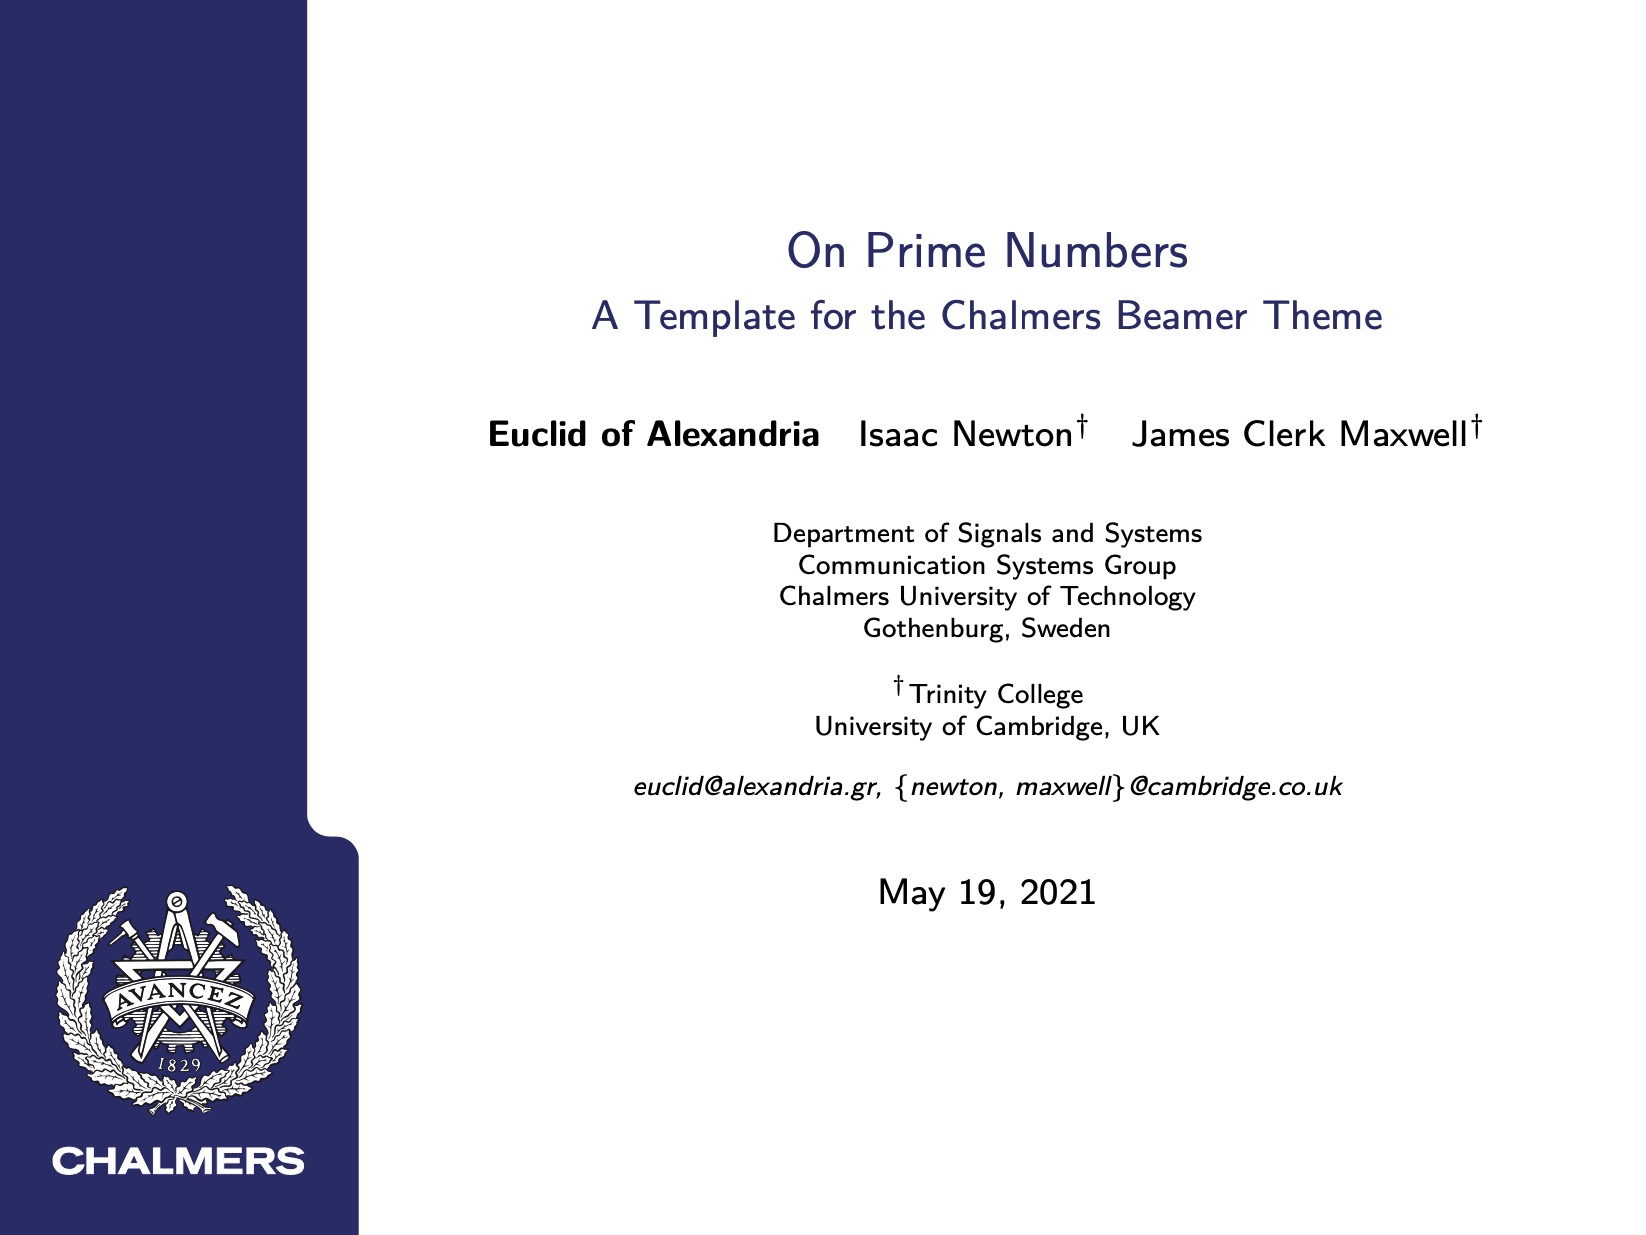 On Prime Numbers
A Template for the Chalmers Beamer Theme
Euclid of Alexandria Isaac Newton† James Clerk Maxwell†
Department of Signals and Systems
Communication Systems Group
Chalmers University of Technology
Gothenburg, Sweden
† Trinity College
University of Cambridge, UK
euclid@alexandria.gr, {newton, maxwell}@cambridge.co.uk
May 19, 2021
AVANCEZ
1829
CHALMERS